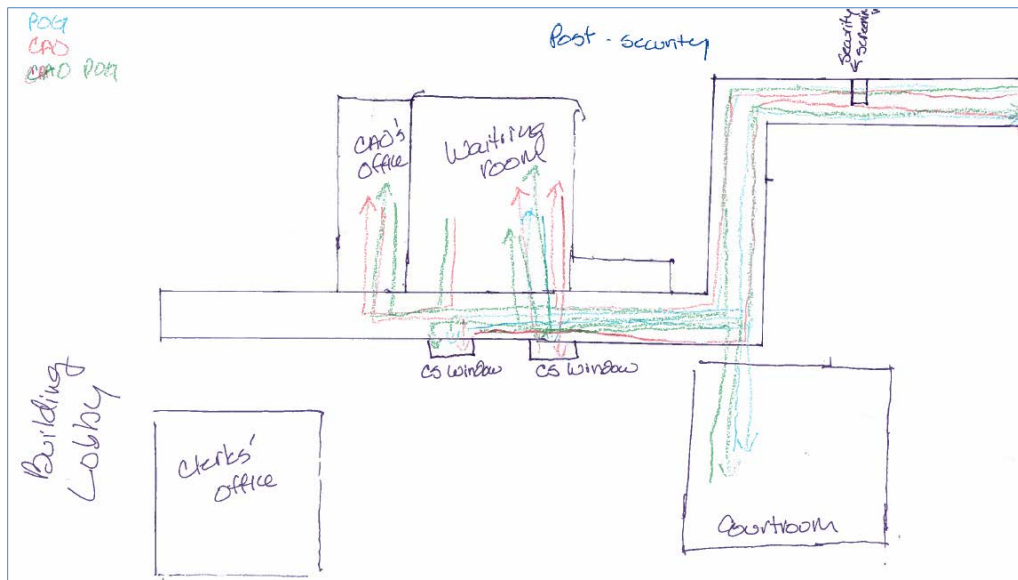 POG
CAO
CAO POG
Post - security
Security
Screening
CAO's
Office
Waiting
room
CS Window
CS Window
Building
Lobby
Clerks'
Office
Courtroom